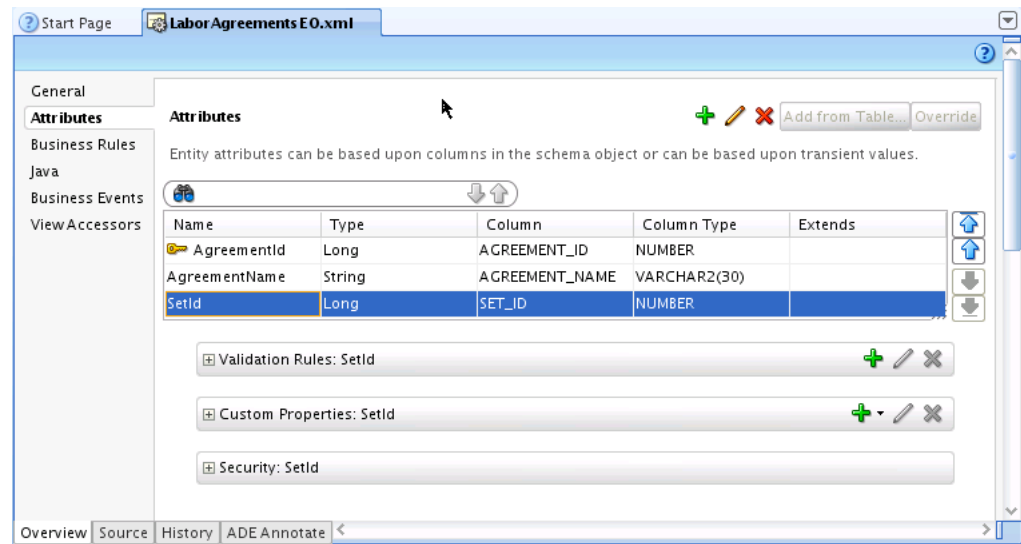 Start Page LaborAgreementsEO.xml
General
Attributes
Business Rules
Java
Business Events
View Accessors
Attributes Add from Table... Override
Entity attributes can be based upon columns in the schema object or can be based upon transient values.
Name Type Column Column Type Extends
AgreementId Long AGREEMENT_ID NUMBER
AgreementName String AGREEMENT_NAME VARCHAR2(30)
SetId Long SET_ID NUMBER
Validation Rules: SetId
Custom Properties: SetId
Security: SetId
Overview Source History ADE Annotate